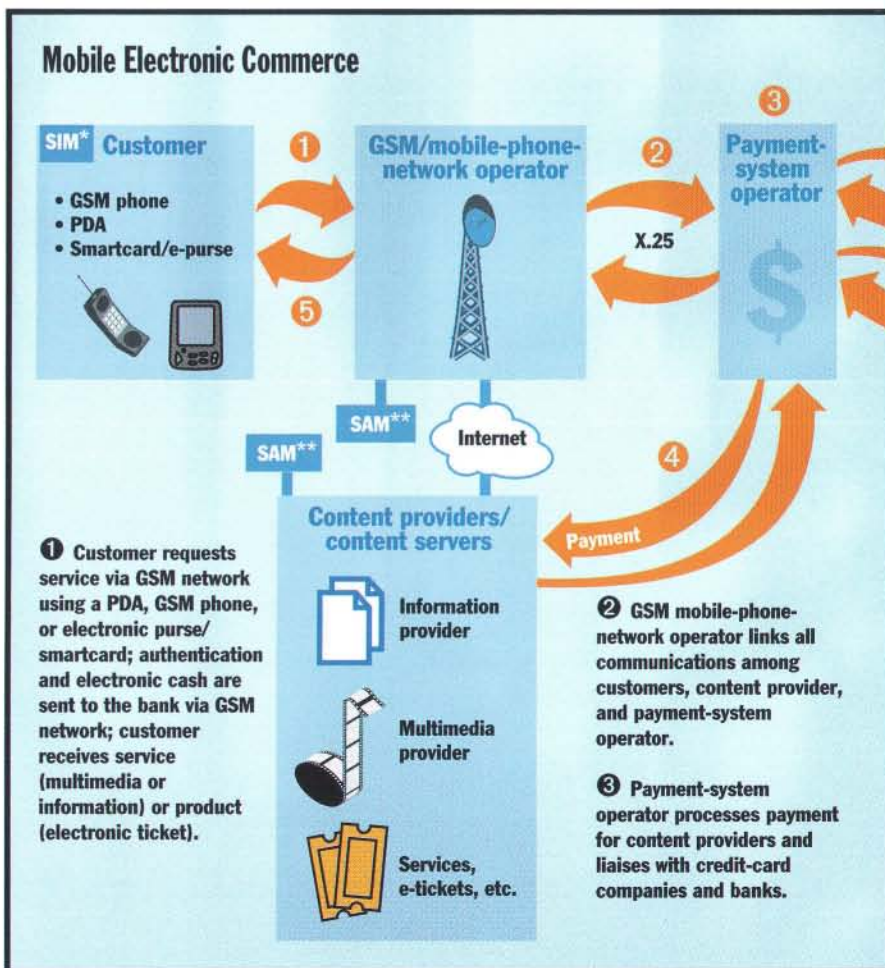 Mobile Electronic Commerce
SIM* Customer
• GSM phone
• PDA
• Smartcard/e-purse
1
5
GSM/mobile-phone-
network operator
2
X.25
3
Payment-
system
operator
$
SAM**
SAM**
Internet
4
Payment
Content providers/
content servers
Information
provider
Multimedia
provider
Services,
e-tickets, etc.
1 Customer requests
service via GSM network
using a PDA, GSM phone,
or electronic purse/
smartcard; authentication
and electronic cash are
sent to the bank via GSM
network; customer
receives service
(multimedia or
information) or product
(electronic ticket).
2 GSM mobile-phone-
network operator links all
communications among
customers, content provider,
and payment-system
operator.
3 Payment-system
operator processes payment
for content providers and
liaises with credit-card
companies and banks.